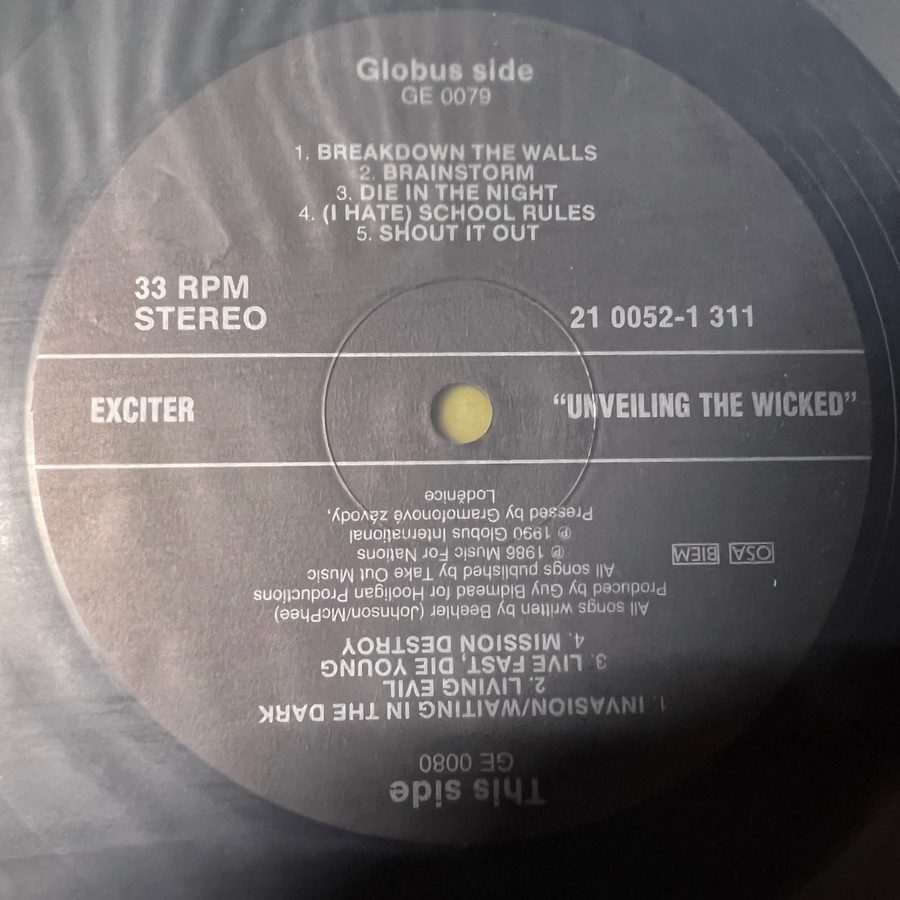 Globus side
GE 0079
1. BREAKDOWN THE WALLS
2. BRAINSTORM
3. DIE IN THE NIGHT
4. (I HATE) SCHOOL RULES
5. SHOUT IT OUT
33 RPM
STEREO
21 0052-1 311
EXCITER
“UNVEILING THE WICKED”
This side
GE 0080
1. INVASION/WAITING IN THE DARK
2. LIVING EVIL
3. LIVE FAST, DIE YOUNG
4. MISSION DESTROY
All songs written by Beehler (Johnson/McPhee)
Produced by Guy Bidmead for Hooligan Productions
All songs published by Take Out Music
℗ 1986 Music For Nations
℗ 1990 Globus International
Pressed by Gramofonové závody,
Loděnice
OSA BIEM